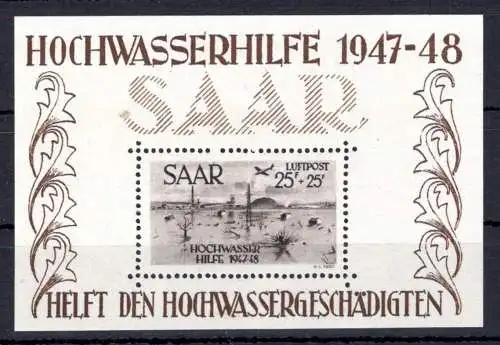 HOCHWASSERHILFE 1947-48
SAAR
SAAR
LUFTPOST
25F + 25F
HOCHWASSER
HILFE 1947-48
HELFT DEN HOCHWASSERGESCHÄDIGTEN